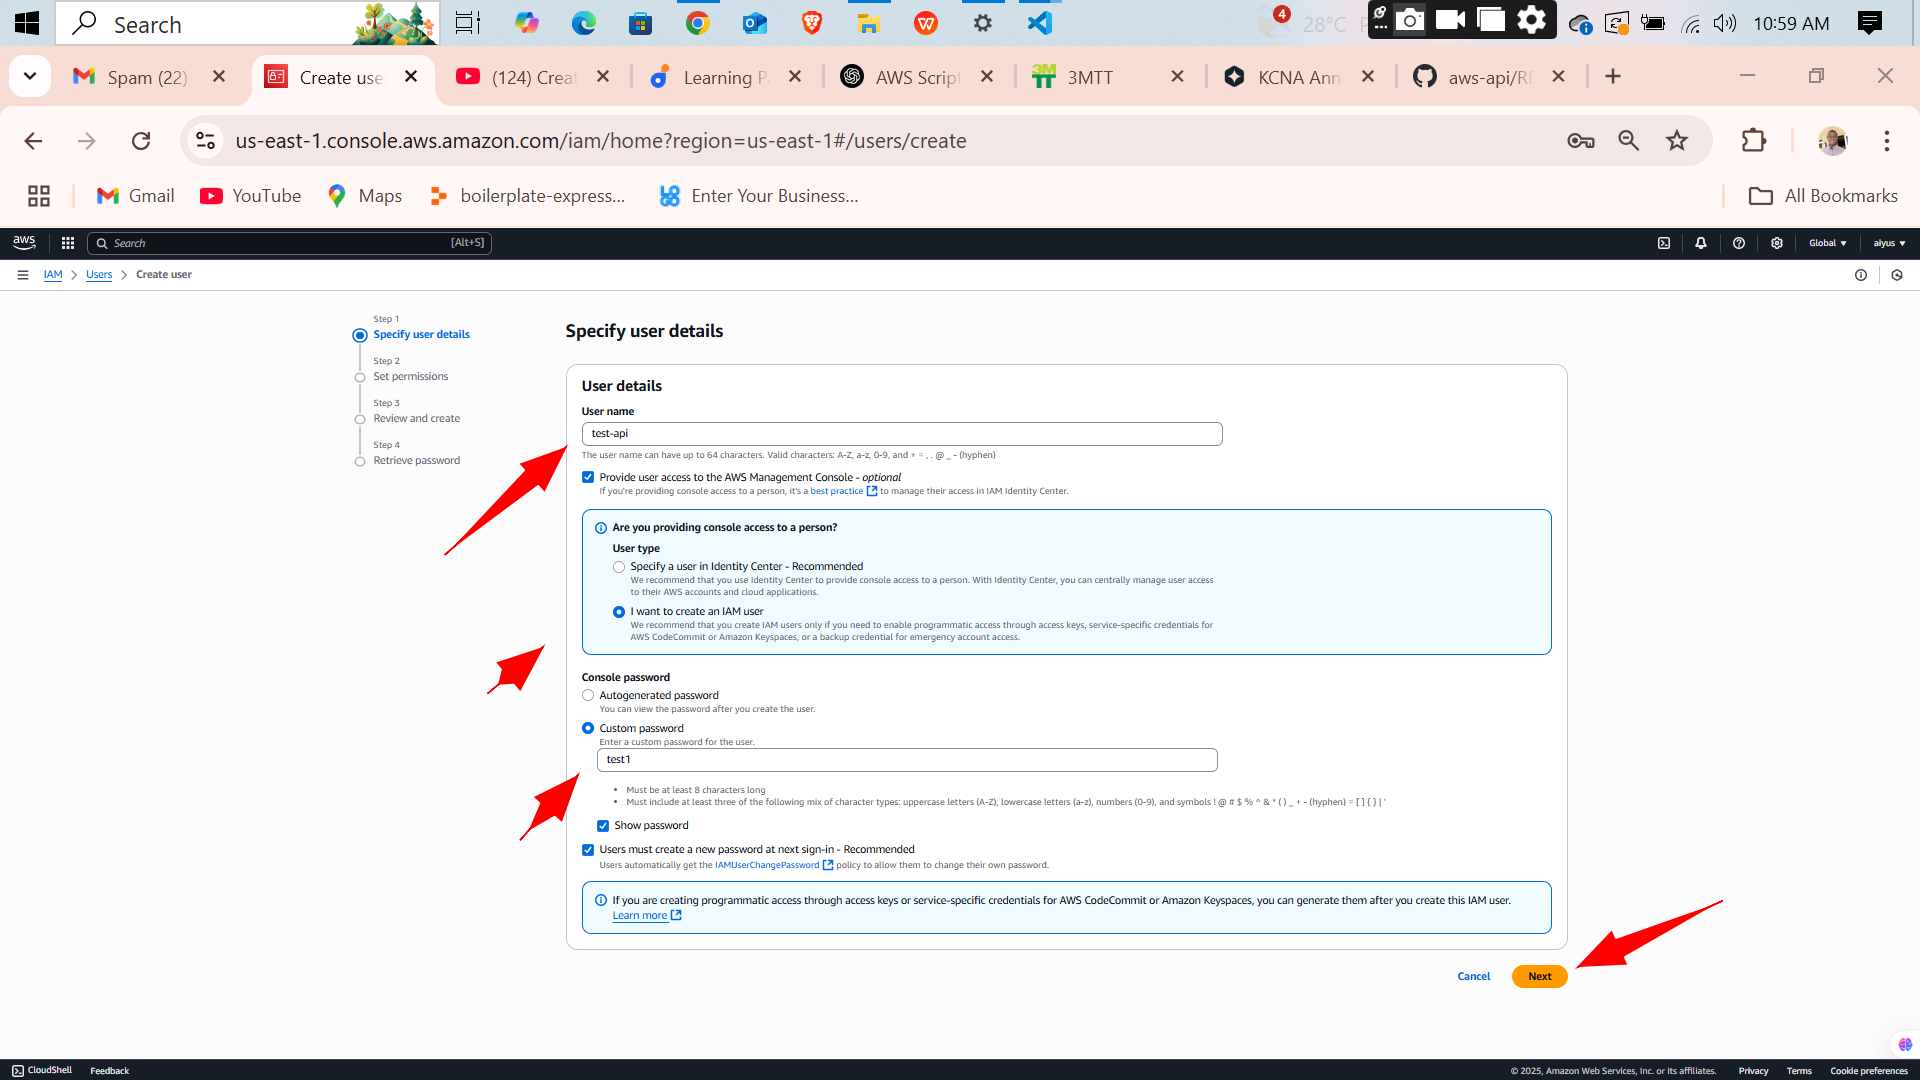 Search
4
28°C
10:59 AM
Spam (22)
Create use
(124) Creat
Learning P
AWS Script
3MTT
KCNA Ann
aws-api/RE
us-east-1.console.aws.amazon.com/iam/home?region=us-east-1#/users/create
Gmail
YouTube
Maps
boilerplate-express...
Enter Your Business...
All Bookmarks
aws
Search
[Alt+S]
Global
aiyus
IAM
Users
Create user
Step 1
Specify user details
Step 2
Set permissions
Step 3
Review and create
Step 4
Retrieve password
Specify user details
User details
User name
test-api
The user name can have up to 64 characters. Valid characters: A-Z, a-z, 0-9, and + = , . @ _ - (hyphen)
Provide user access to the AWS Management Console - optional
If you're providing console access to a person, it's a best practice to manage their access in IAM Identity Center.
Are you providing console access to a person?
User type
Specify a user in Identity Center - Recommended
We recommend that you use Identity Center to provide console access to a person. With Identity Center, you can centrally manage user access
to their AWS accounts and cloud applications.
I want to create an IAM user
We recommend that you create IAM users only if you need to enable programmatic access through access keys, service-specific credentials for
AWS CodeCommit or Amazon Keyspaces, or a backup credential for emergency account access.
Console password
Autogenerated password
You can view the password after you create the user.
Custom password
Enter a custom password for the user.
test1
• Must be at least 8 characters long
• Must include at least three of the following mix of character types: uppercase letters (A-Z), lowercase letters (a-z), numbers (0-9), and symbols ! @ # $ % ^ & * ( ) _ + - (hyphen) = [ ] { } | '
Show password
Users must create a new password at next sign-in - Recommended
Users automatically get the IAMUserChangePassword policy to allow them to change their own password.
If you are creating programmatic access through access keys or service-specific credentials for AWS CodeCommit or Amazon Keyspaces, you can generate them after you create this IAM user.
Learn more
Cancel
Next
CloudShell
Feedback
© 2025, Amazon Web Services, Inc. or its affiliates.
Privacy
Terms
Cookie preferences